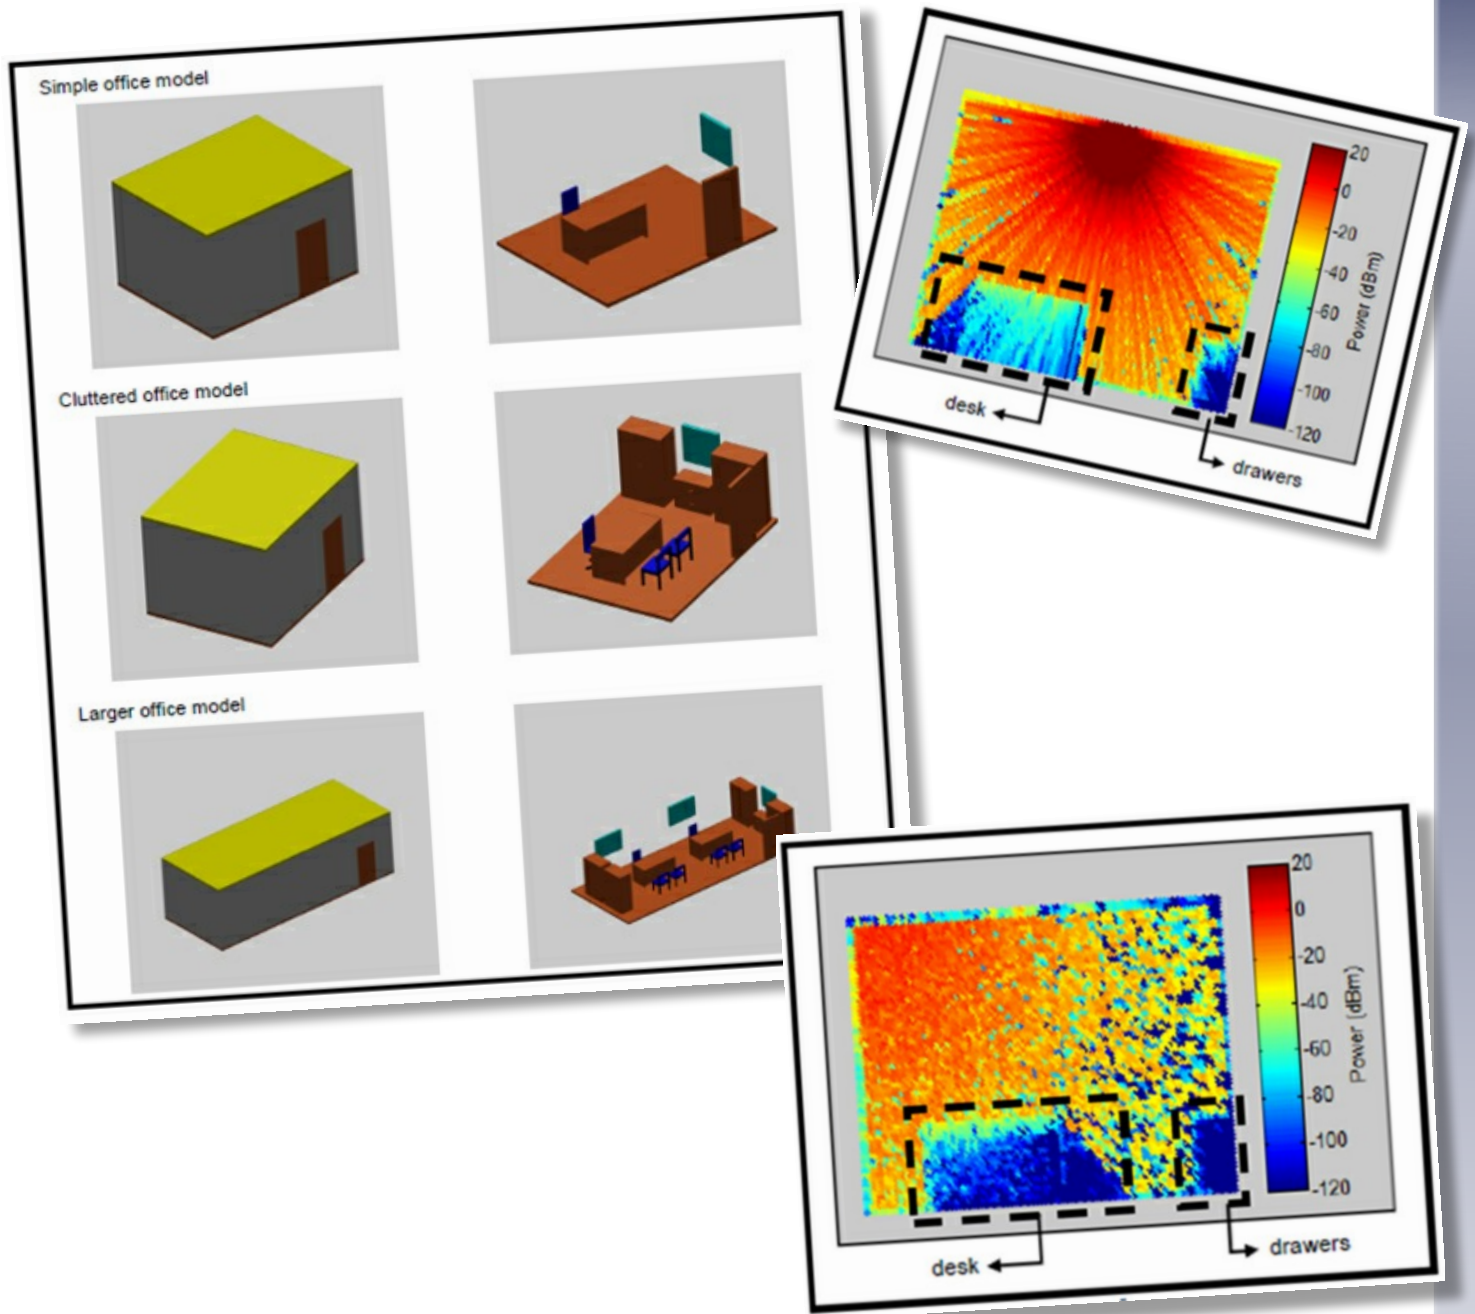 Simple office model
Cluttered office model
Larger office model
20
0
-20
-40
-60
-80
-100
-120
Power (dBm)
desk
drawers
20
0
-20
-40
-60
-80
-100
-120
Power (dBm)
desk
drawers